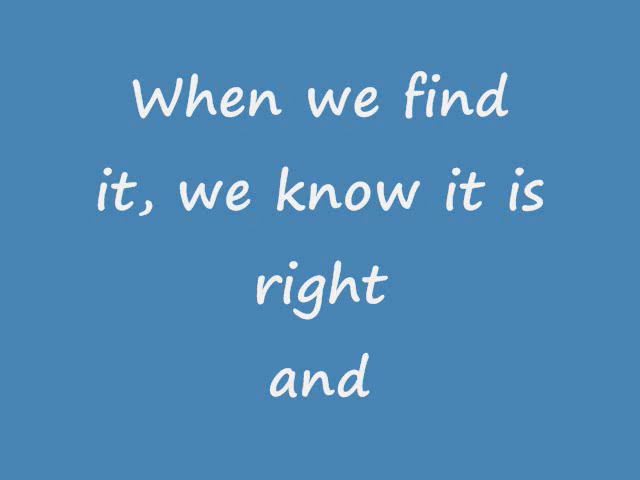 When we find
it, we know it is
right
and